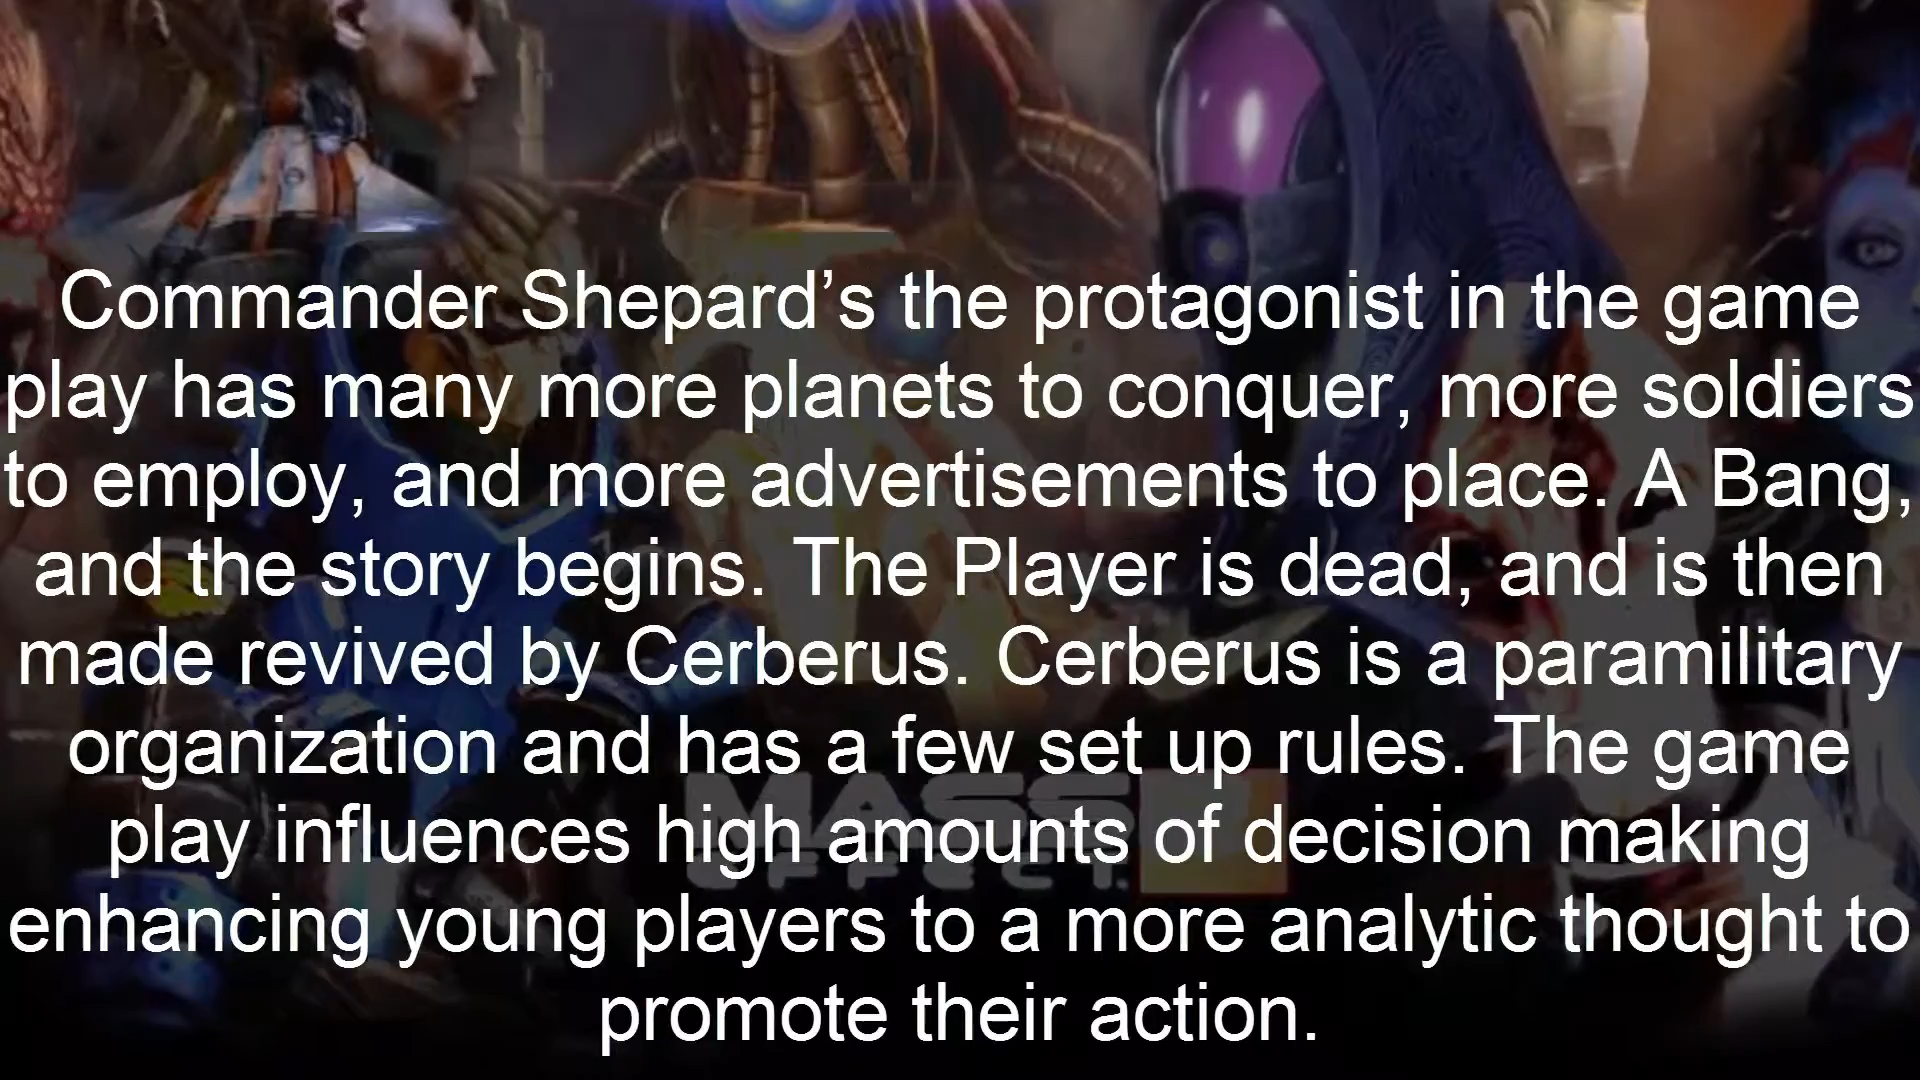 Commander Shepard’s the protagonist in the game
play has many more planets to conquer, more soldiers
to employ, and more advertisements to place. A Bang,
and the story begins. The Player is dead, and is then
made revived by Cerberus. Cerberus is a paramilitary
organization and has a few set up rules. The game
MASS
play influences high amounts of decision making
EFFECT
enhancing young players to a more analytic thought to
promote their action.